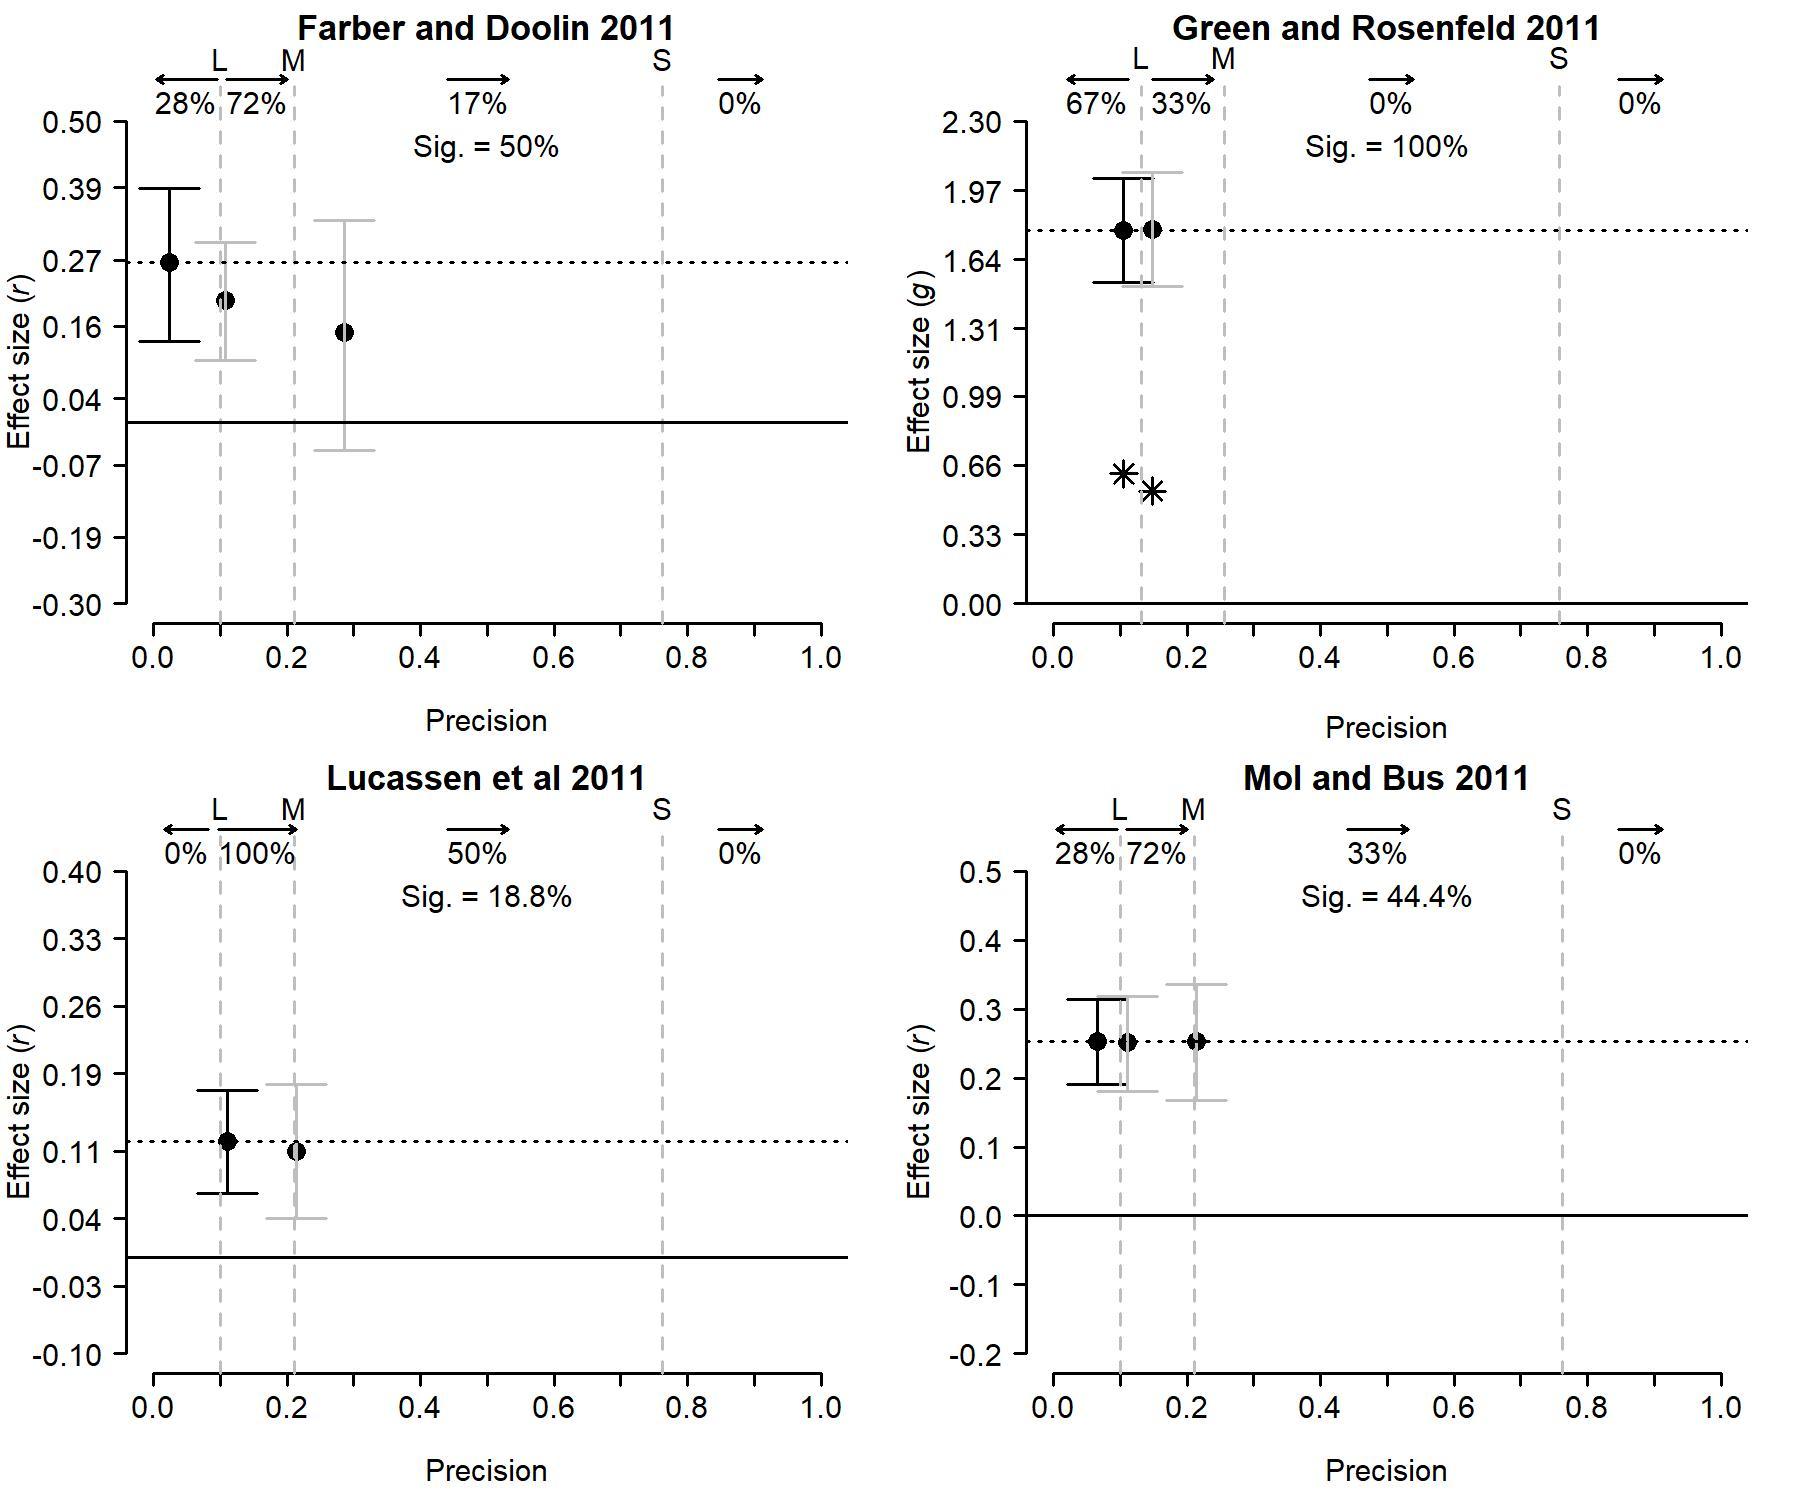 Farber and Doolin 2011
L M S
28% 72% 17% 0%
Sig. = 50%
Effect size (r)
0.50
0.39
0.27
0.16
0.04
-0.07
-0.19
-0.30
0.0 0.2 0.4 0.6 0.8 1.0
Precision
Green and Rosenfeld 2011
L M S
67% 33% 0% 0%
Sig. = 100%
Effect size (g)
2.30
1.97
1.64
1.31
0.99
0.66
0.33
0.00
0.0 0.2 0.4 0.6 0.8 1.0
Precision
Lucassen et al 2011
L M S
0% 100% 50% 0%
Sig. = 18.8%
Effect size (r)
0.40
0.33
0.26
0.19
0.11
0.04
-0.03
-0.10
0.0 0.2 0.4 0.6 0.8 1.0
Precision
Mol and Bus 2011
L M S
28% 72% 33% 0%
Sig. = 44.4%
Effect size (r)
0.5
0.4
0.3
0.2
0.1
0.0
-0.1
-0.2
0.0 0.2 0.4 0.6 0.8 1.0
Precision